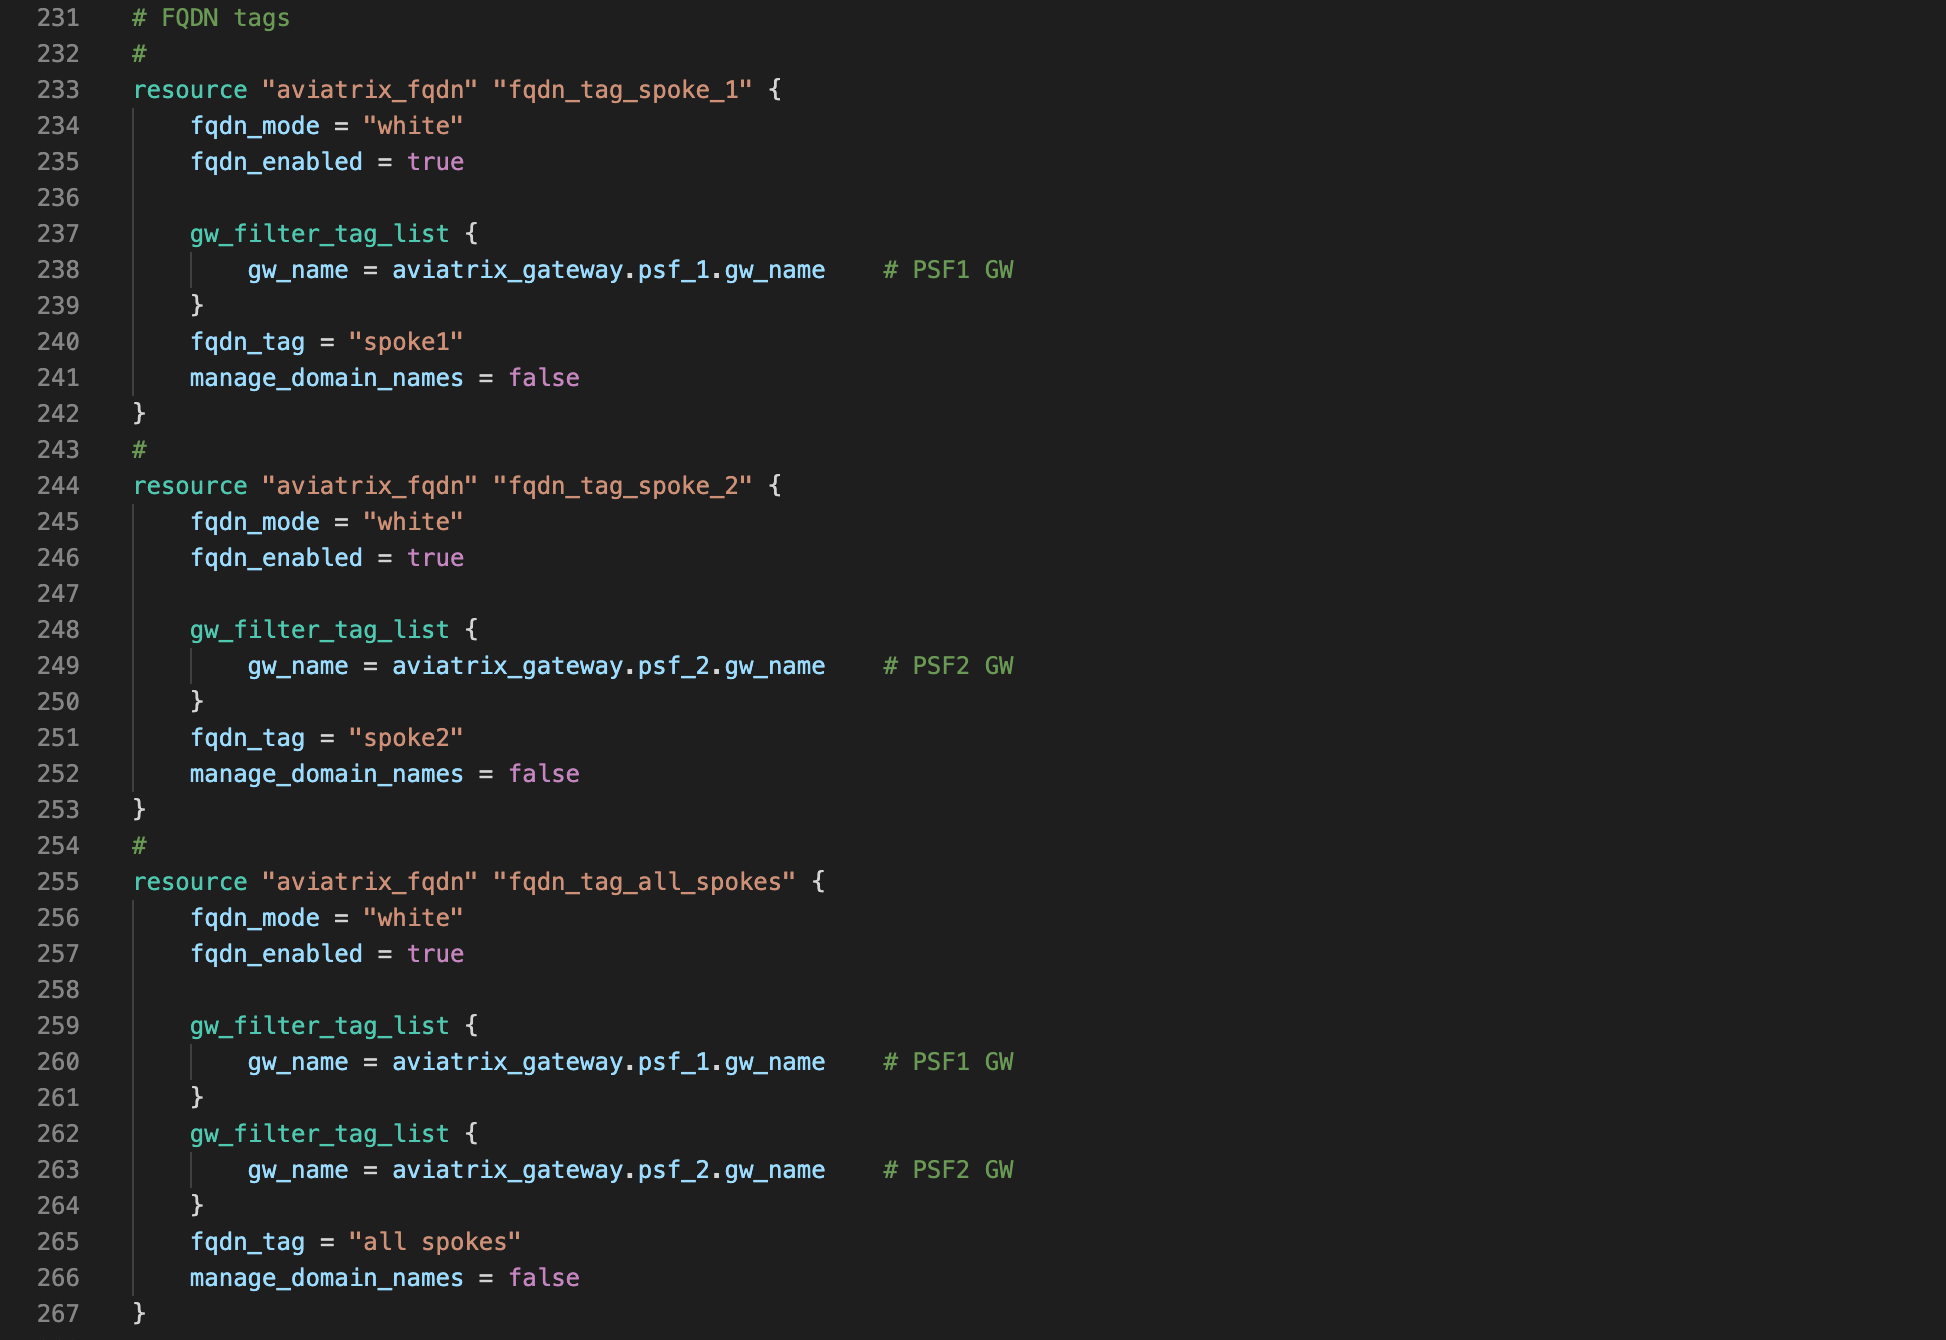 231 # FQDN tags
232 #
233 resource "aviatrix_fqdn" "fqdn_tag_spoke_1" {
234     fqdn_mode = "white"
235     fqdn_enabled = true
236
237     gw_filter_tag_list {
238         gw_name = aviatrix_gateway.psf_1.gw_name    # PSF1 GW
239     }
240     fqdn_tag = "spoke1"
241     manage_domain_names = false
242 }
243 #
244 resource "aviatrix_fqdn" "fqdn_tag_spoke_2" {
245     fqdn_mode = "white"
246     fqdn_enabled = true
247
248     gw_filter_tag_list {
249         gw_name = aviatrix_gateway.psf_2.gw_name    # PSF2 GW
250     }
251     fqdn_tag = "spoke2"
252     manage_domain_names = false
253 }
254 #
255 resource "aviatrix_fqdn" "fqdn_tag_all_spokes" {
256     fqdn_mode = "white"
257     fqdn_enabled = true
258
259     gw_filter_tag_list {
260         gw_name = aviatrix_gateway.psf_1.gw_name    # PSF1 GW
261     }
262     gw_filter_tag_list {
263         gw_name = aviatrix_gateway.psf_2.gw_name    # PSF2 GW
264     }
265     fqdn_tag = "all spokes"
266     manage_domain_names = false
267 }